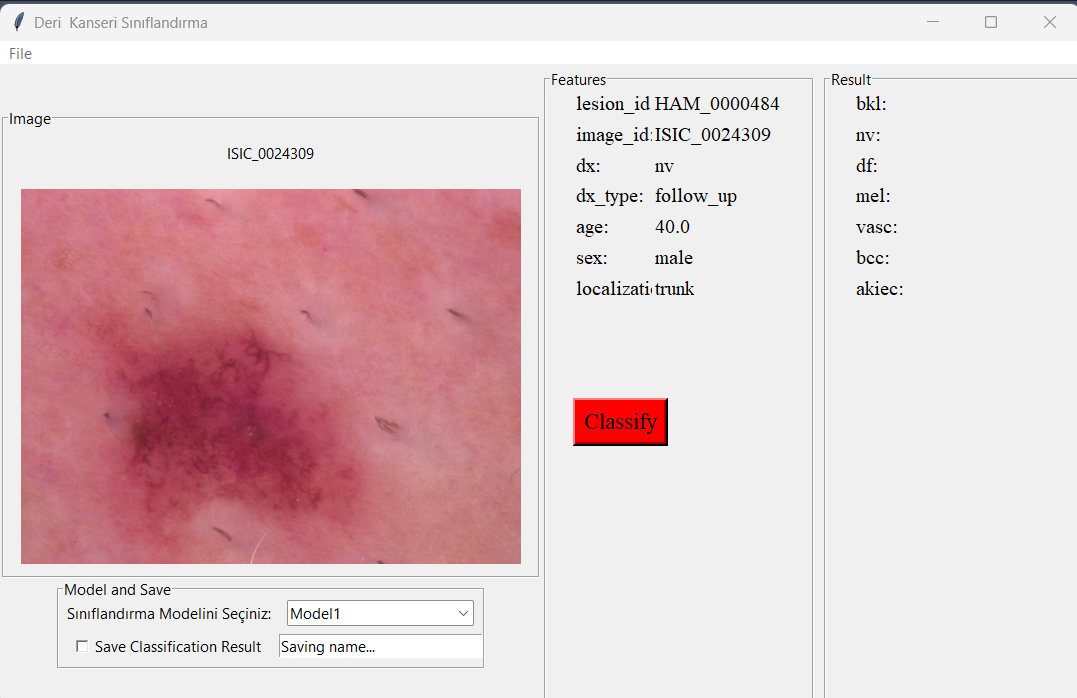 Deri  Kanseri Sınıflandırma
File
Image
ISIC_0024309
Model and Save
Sınıflandırma Modelini Seçiniz: Model1
Save Classification Result Saving name...
Features
lesion_id HAM_0000484
image_id: ISIC_0024309
dx: nv
dx_type: follow_up
age: 40.0
sex: male
localizati trunk
Classify
Result
bkl:
nv:
df:
mel:
vasc:
bcc:
akiec: